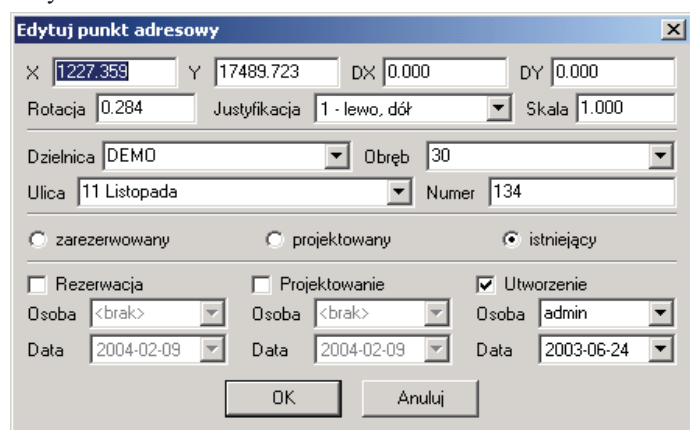 Edytuj punkt adresowy
X 1227.359 Y 17489.723 DX 0.000 DY 0.000
Rotacja 0.284 Justyfikacja 1 - lewo, dół Skala 1.000
Dzielnica DEMO Obręb 30
Ulica 11 Listopada Numer 134
zarezerwowany projektowany istniejący
Rezerwacja Projektowanie Utworzenie
Osoba <brak> Osoba <brak> Osoba admin
Data 2004-02-09 Data 2004-02-09 Data 2003-06-24
OK Anuluj